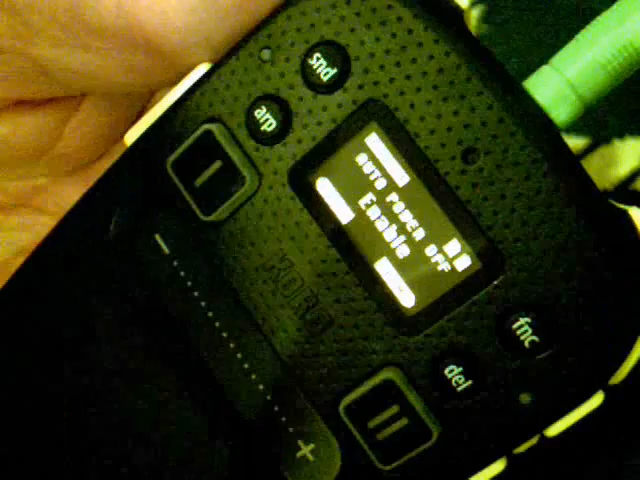 snd
arp
AUTO POWER OFF
Enable
KORG
fnc
del